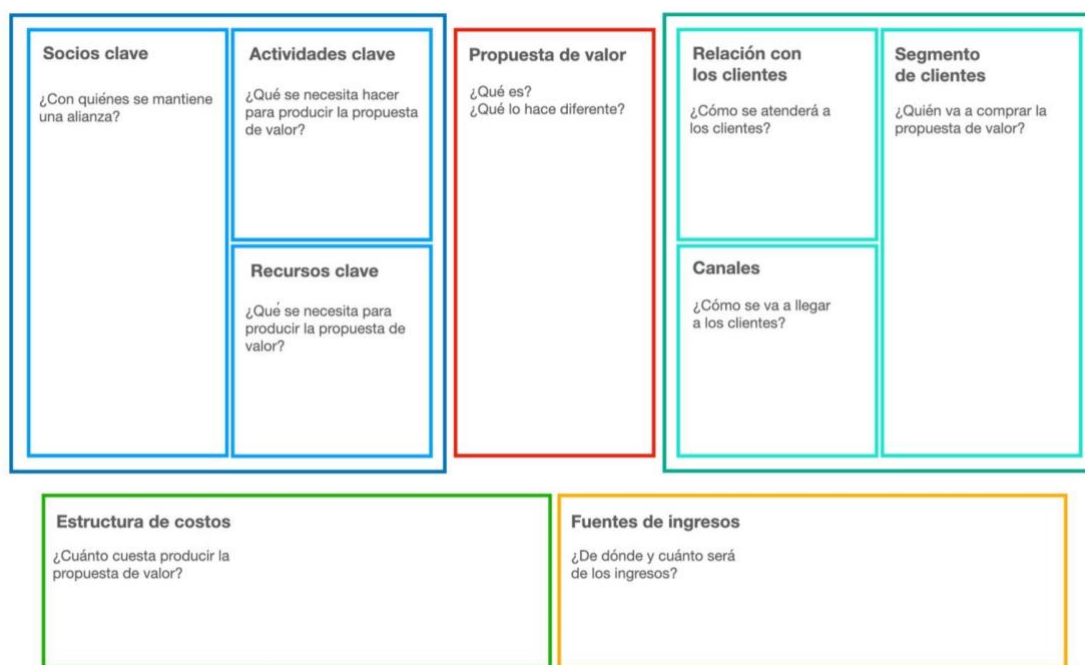 Socios clave
¿Con quiénes se mantiene
una alianza?
Actividades clave
¿Qué se necesita hacer
para producir la propuesta
de valor?
Recursos clave
¿Qué se necesita para
producir la propuesta de
valor?
Propuesta de valor
¿Qué es?
¿Qué lo hace diferente?
Relación con
los clientes
¿Cómo se atenderá a
los clientes?
Canales
¿Cómo se va a llegar
a los clientes?
Segmento
de clientes
¿Quién va a comprar la
propuesta de valor?
Estructura de costos
¿Cuánto cuesta producir la
propuesta de valor?
Fuentes de ingresos
¿De dónde y cuánto será
de los ingresos?